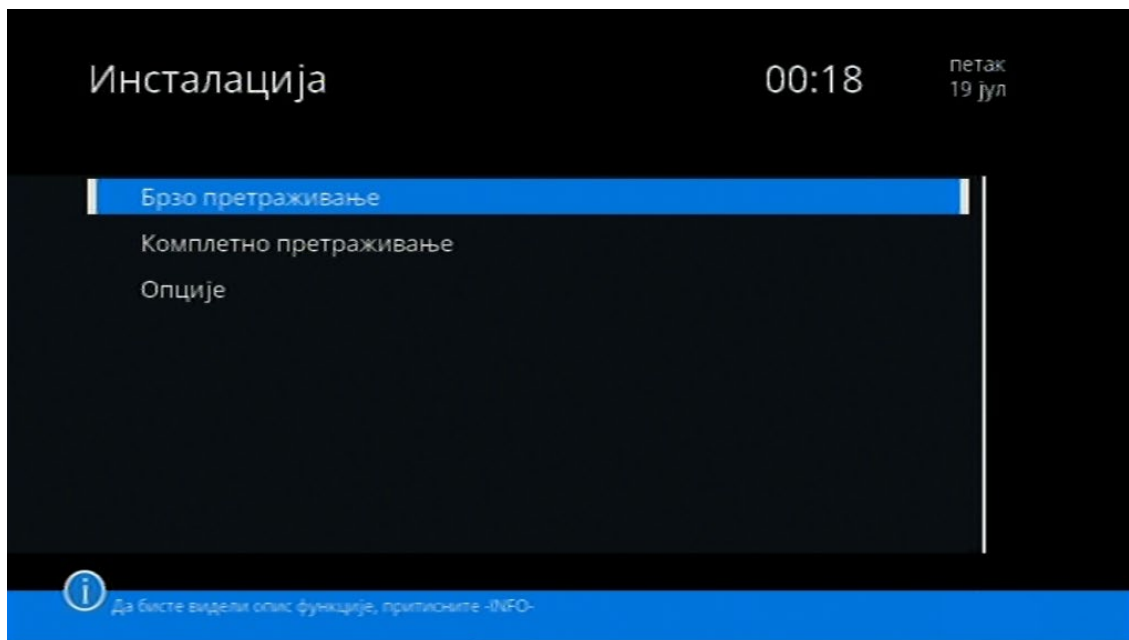 Инсталација
00:18
петак
19 јул
Брзо претраживање
Комплетно претраживање
Опције
Да бисте видели опис функције, притисните -INFO-